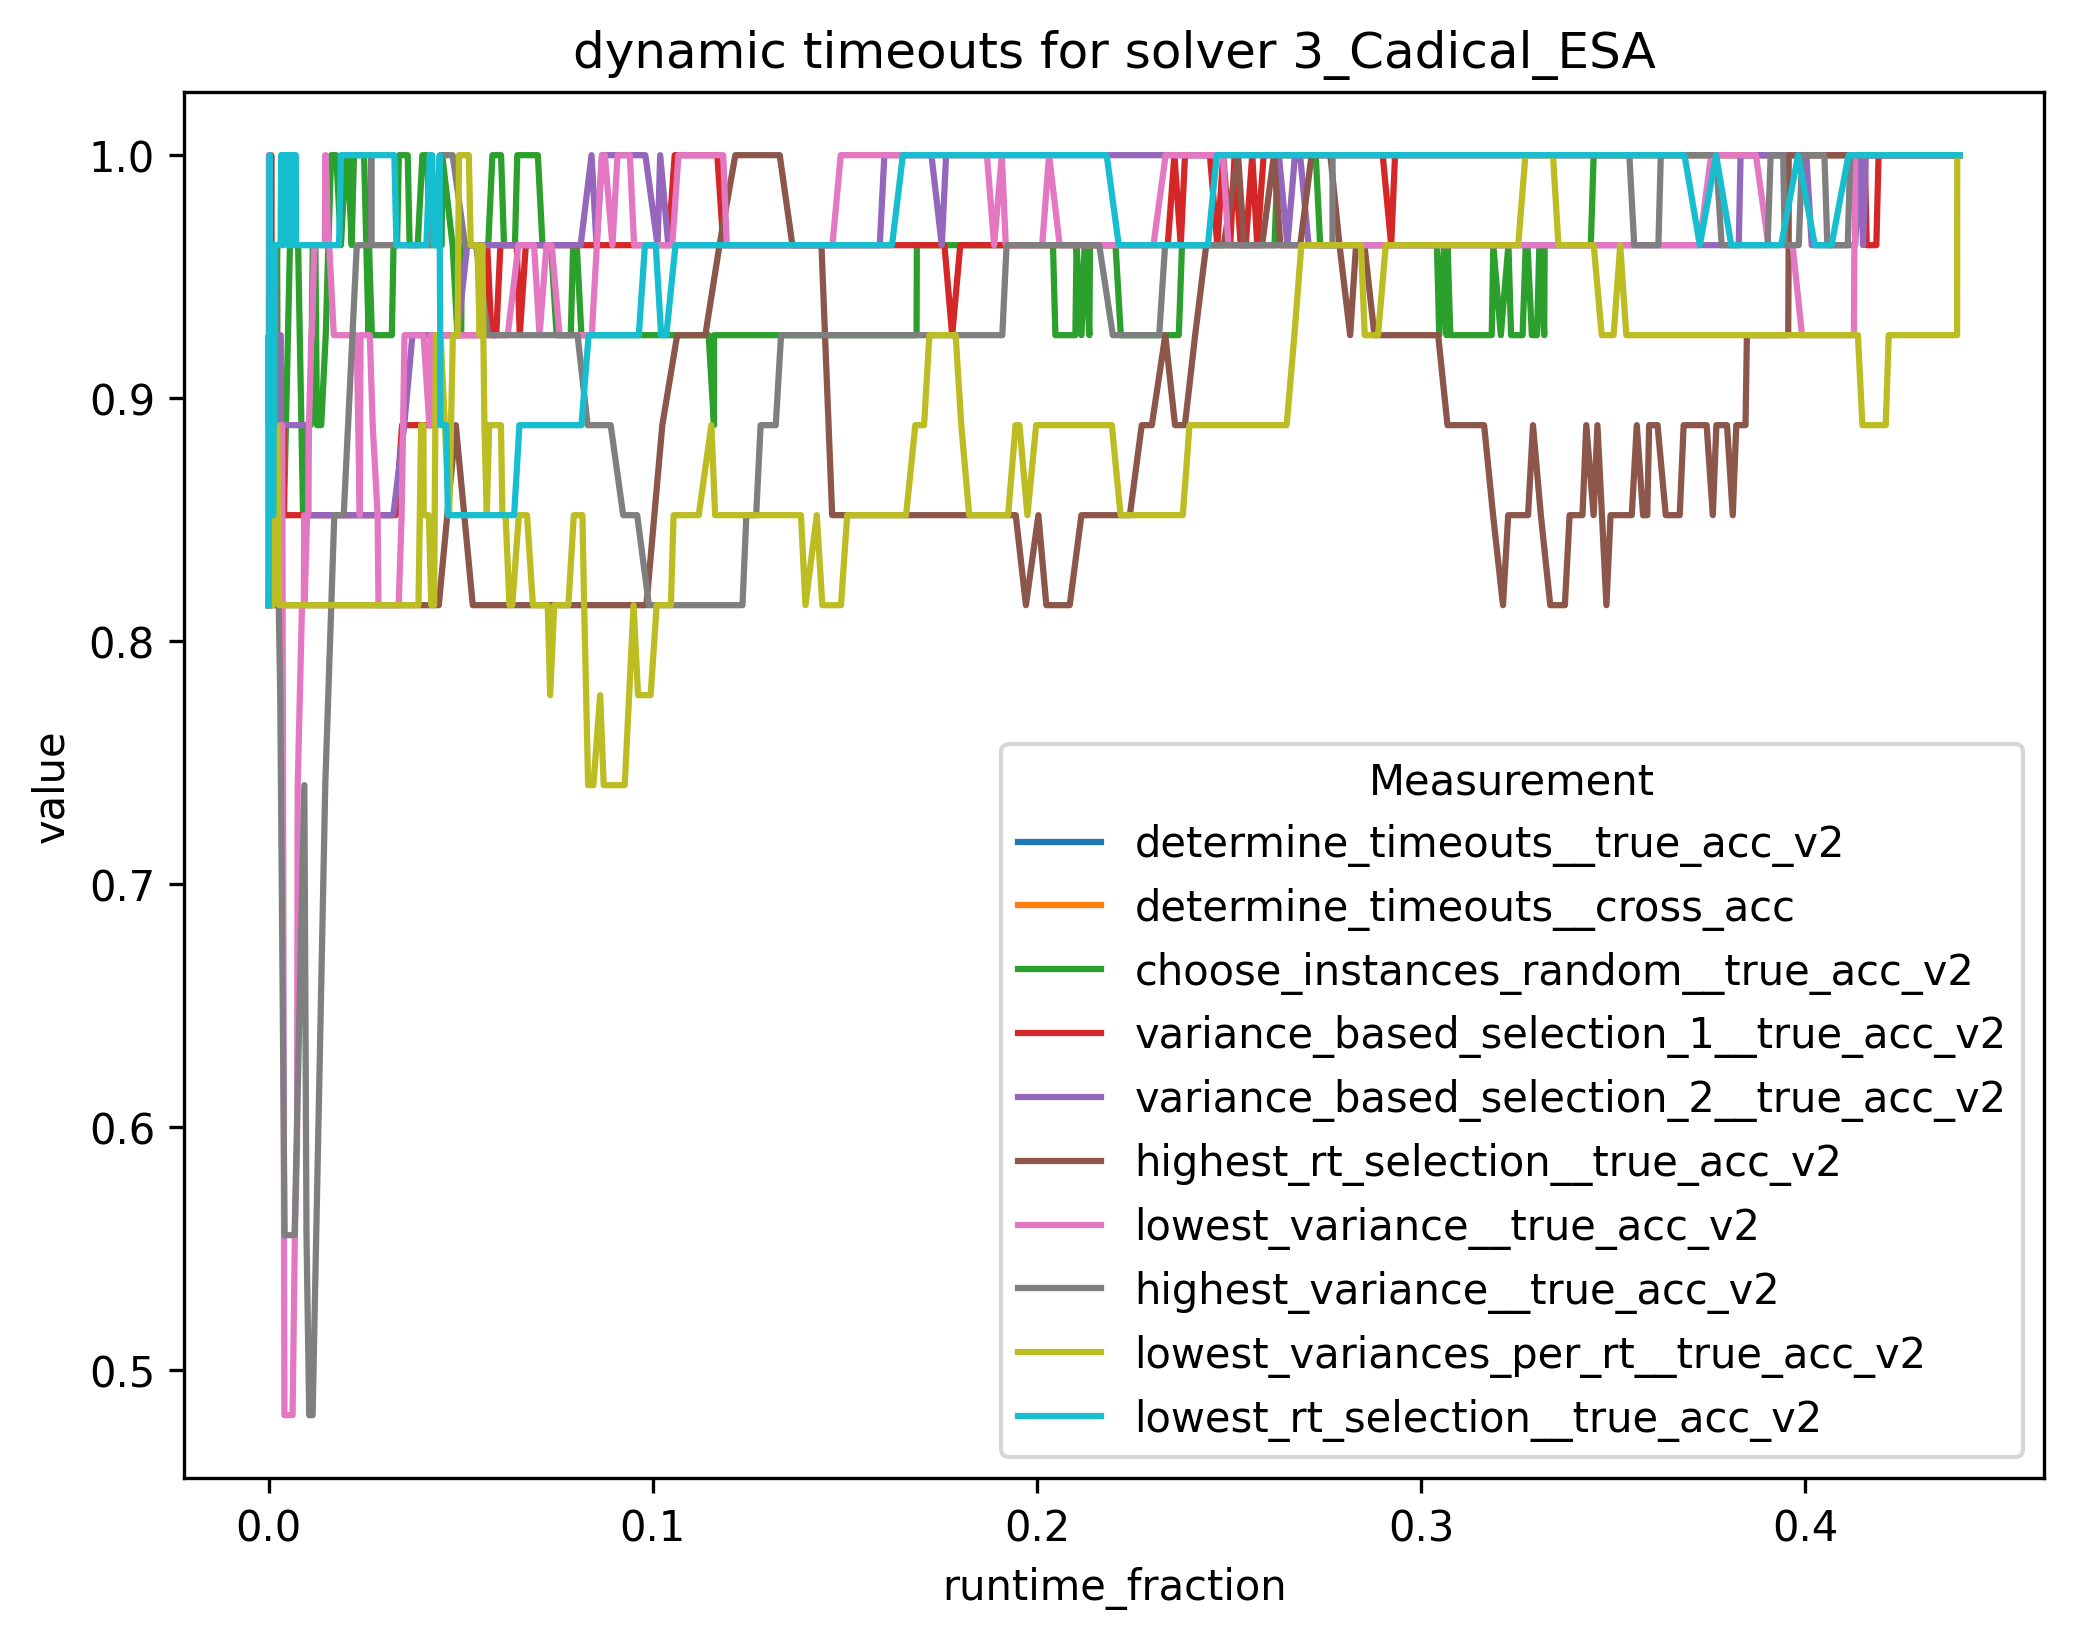 dynamic timeouts for solver 3_Cadical_ESA
1.0
0.9
0.8
0.7
0.6
0.5
value
0.0
0.1
0.2
0.3
0.4
runtime_fraction
Measurement
determine_timeouts__true_acc_v2
determine_timeouts__cross_acc
choose_instances_random__true_acc_v2
variance_based_selection_1__true_acc_v2
variance_based_selection_2__true_acc_v2
highest_rt_selection__true_acc_v2
lowest_variance__true_acc_v2
highest_variance__true_acc_v2
lowest_variances_per_rt__true_acc_v2
lowest_rt_selection__true_acc_v2